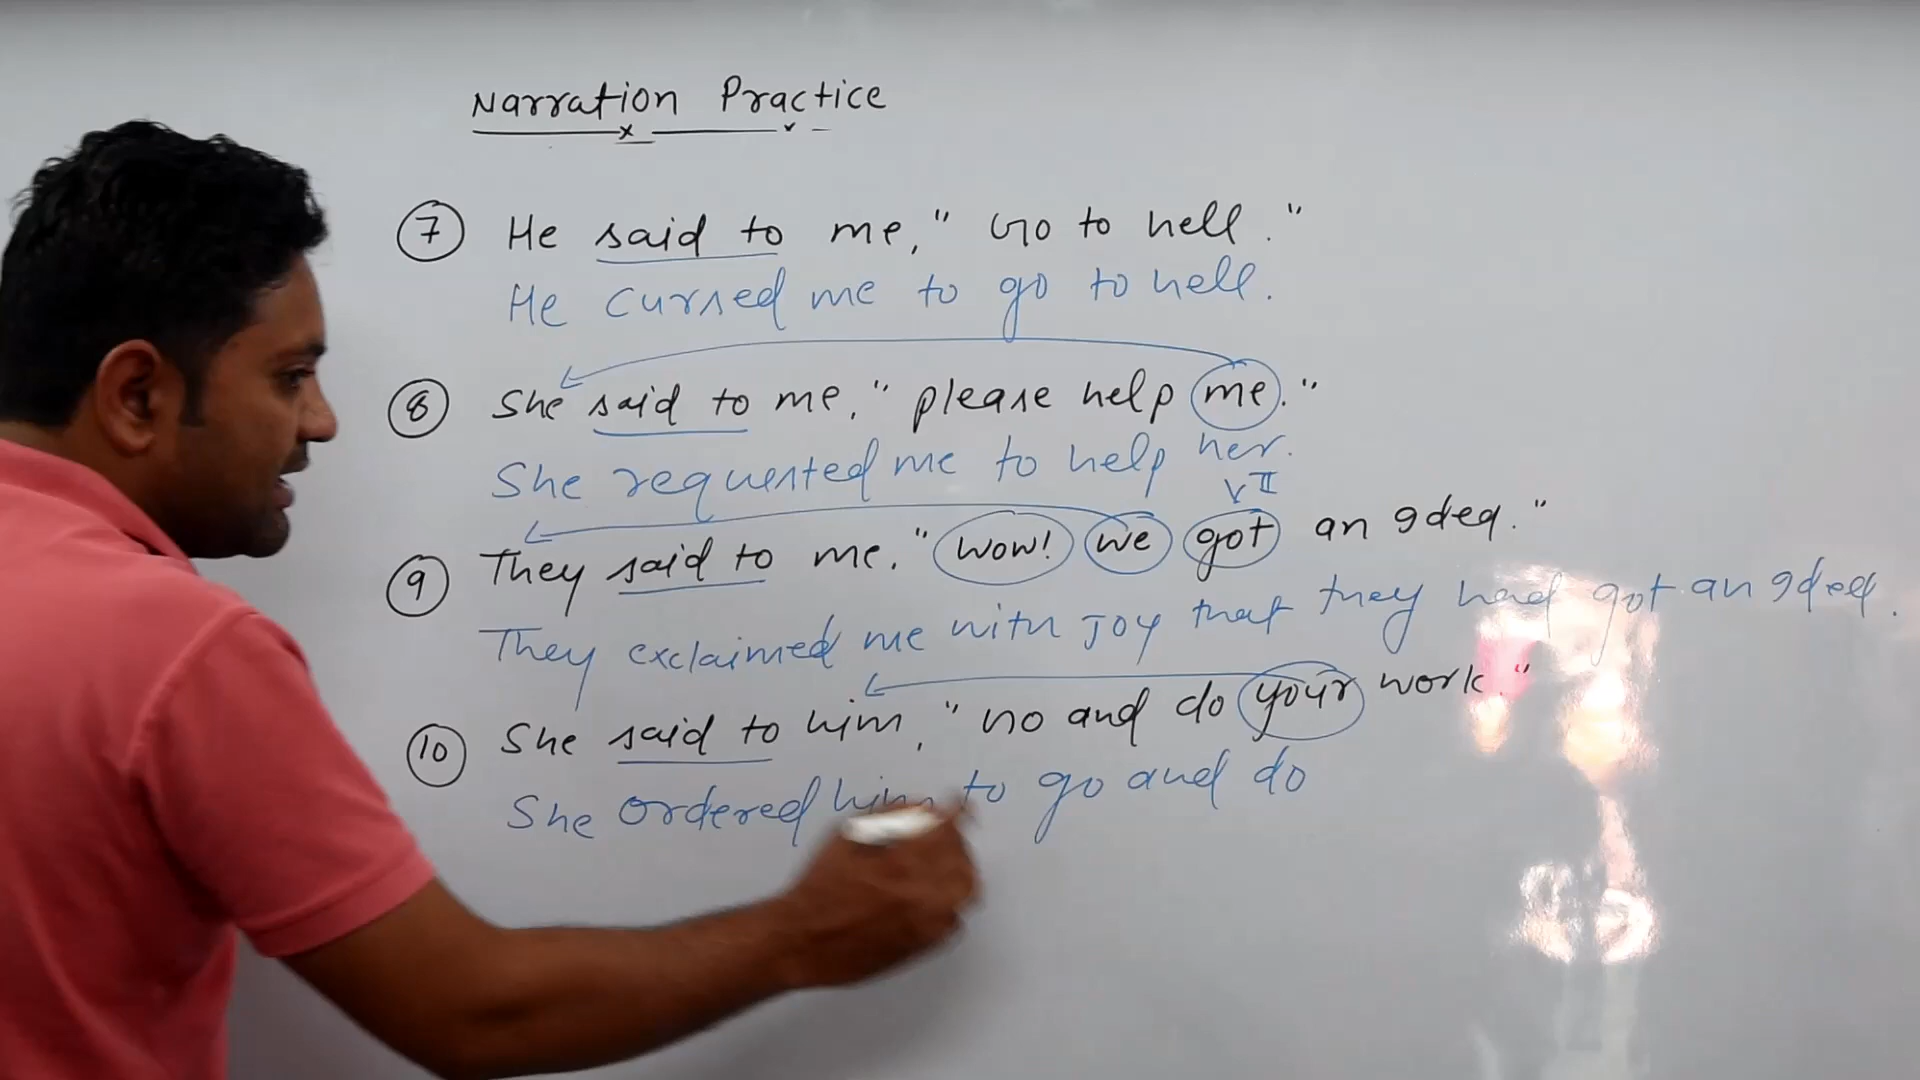 Narration Practice
7 He said to me, " Go to hell."
He cursed me to go to hell.
8 She said to me, " please help me."
She requested me to help her.
V II
9 They said to me, " wow! we got an idea."
They exclaimed me with joy that they had got an idea.
10 She said to him, " no and do your work."
She ordered him to go and do